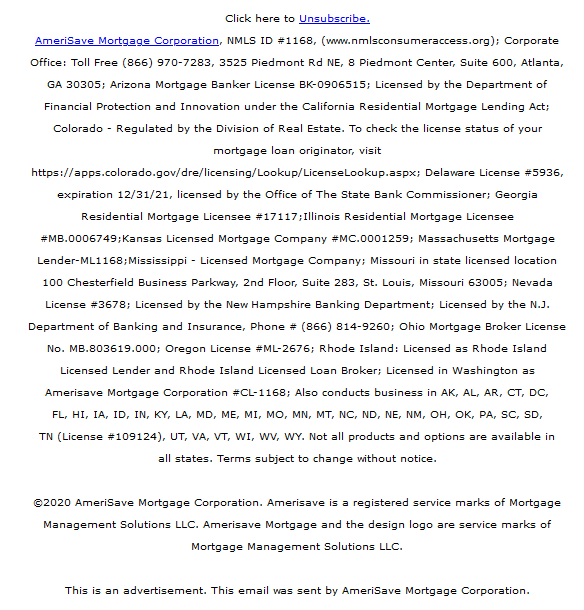 Click here to Unsubscribe.
AmeriSave Mortgage Corporation, NMLS ID #1168, (www.nmlsconsumeraccess.org); Corporate
Office: Toll Free (866) 970-7283, 3525 Piedmont Rd NE, 8 Piedmont Center, Suite 600, Atlanta,
GA 30305; Arizona Mortgage Banker License BK-0906515; Licensed by the Department of
Financial Protection and Innovation under the California Residential Mortgage Lending Act;
Colorado - Regulated by the Division of Real Estate. To check the license status of your
mortgage loan originator, visit
https://apps.colorado.gov/dre/licensing/Lookup/LicenseLookup.aspx; Delaware License #5936,
expiration 12/31/21, licensed by the Office of The State Bank Commissioner; Georgia
Residential Mortgage Licensee #17117;Illinois Residential Mortgage Licensee
#MB.0006749;Kansas Licensed Mortgage Company #MC.0001259; Massachusetts Mortgage
Lender-ML1168;Mississippi - Licensed Mortgage Company; Missouri in state licensed location
100 Chesterfield Business Parkway, 2nd Floor, Suite 283, St. Louis, Missouri 63005; Nevada
License #3678; Licensed by the New Hampshire Banking Department; Licensed by the N.J.
Department of Banking and Insurance, Phone # (866) 814-9260; Ohio Mortgage Broker License
No. MB.803619.000; Oregon License #ML-2676; Rhode Island: Licensed as Rhode Island
Licensed Lender and Rhode Island Licensed Loan Broker; Licensed in Washington as
Amerisave Mortgage Corporation #CL-1168; Also conducts business in AK, AL, AR, CT, DC,
FL, HI, IA, ID, IN, KY, LA, MD, ME, MI, MO, MN, MT, NC, ND, NE, NM, OH, OK, PA, SC, SD,
TN (License #109124), UT, VA, VT, WI, WV, WY. Not all products and options are available in
all states. Terms subject to change without notice.
©2020 AmeriSave Mortgage Corporation. Amerisave is a registered service marks of Mortgage
Management Solutions LLC. Amerisave Mortgage and the design logo are service marks of
Mortgage Management Solutions LLC.
This is an advertisement. This email was sent by AmeriSave Mortgage Corporation.